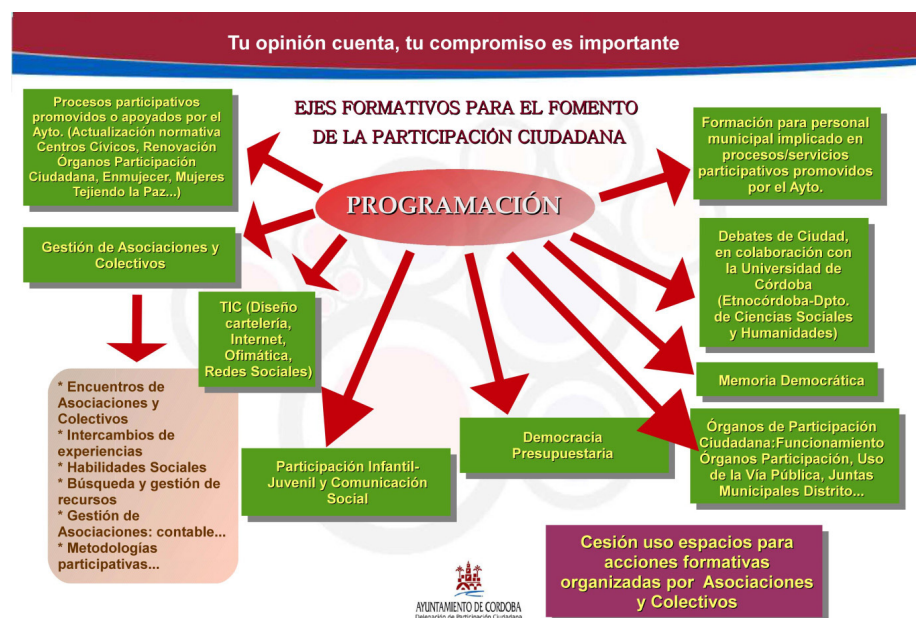 Tu opinión cuenta, tu compromiso es importante
EJES FORMATIVOS PARA EL FOMENTO
DE LA PARTICIPACIÓN CIUDADANA
PROGRAMACIÓN
Procesos participativos
promovidos o apoyados por el
Ayto. (Actualización normativa
Centros Cívicos, Renovación
Órganos Participación
Ciudadana, Enmujecer, Mujeres
Tejiendo la Paz...)
Gestión de Asociaciones y
Colectivos
* Encuentros de
Asociaciones y
Colectivos
* Intercambios de
experiencias
* Habilidades Sociales
* Búsqueda y gestión de
recursos
* Gestión de
Asociaciones: contable...
* Metodologías
participativas...
TIC (Diseño
cartelería,
Internet,
Ofimática,
Redes Sociales)
Participación Infantil-
Juvenil y Comunicación
Social
Democracia
Presupuestaria
Formación para personal
municipal implicado en
procesos/servicios
participativos promovidos
por el Ayto.
Debates de Ciudad,
en colaboración con
la Universidad de
Córdoba
(Etnocórdoba-Dpto.
de Ciencias Sociales
y Humanidades)
Memoria Democrática
Órganos de Participación
Ciudadana:Funcionamiento
Órganos Participación, Uso
de la Vía Pública, Juntas
Municipales Distrito...
Cesión uso espacios para
acciones formativas
organizadas por Asociaciones
y Colectivos
AYUNTAMIENTO DE CORDOBA
Delegación de Participación Ciudadana